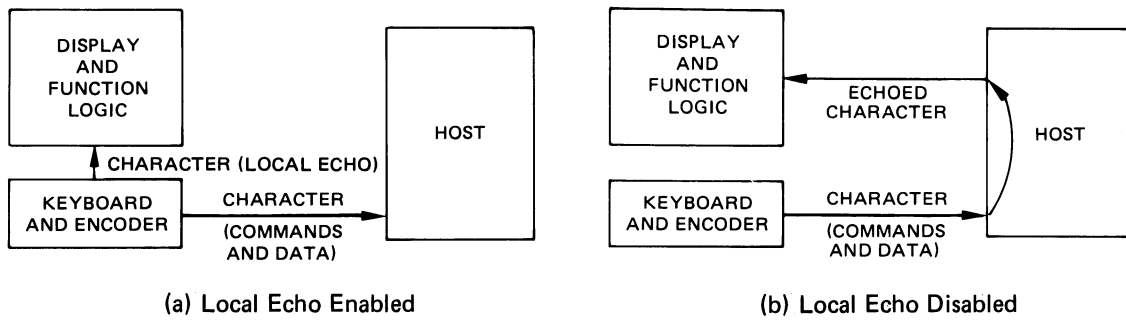 DISPLAY
AND
FUNCTION
LOGIC
CHARACTER (LOCAL ECHO)
KEYBOARD
AND ENCODER
CHARACTER
(COMMANDS
AND DATA)
HOST
(a) Local Echo Enabled
DISPLAY
AND
FUNCTION
LOGIC
ECHOED
CHARACTER
HOST
KEYBOARD
AND ENCODER
CHARACTER
(COMMANDS
AND DATA)
(b) Local Echo Disabled